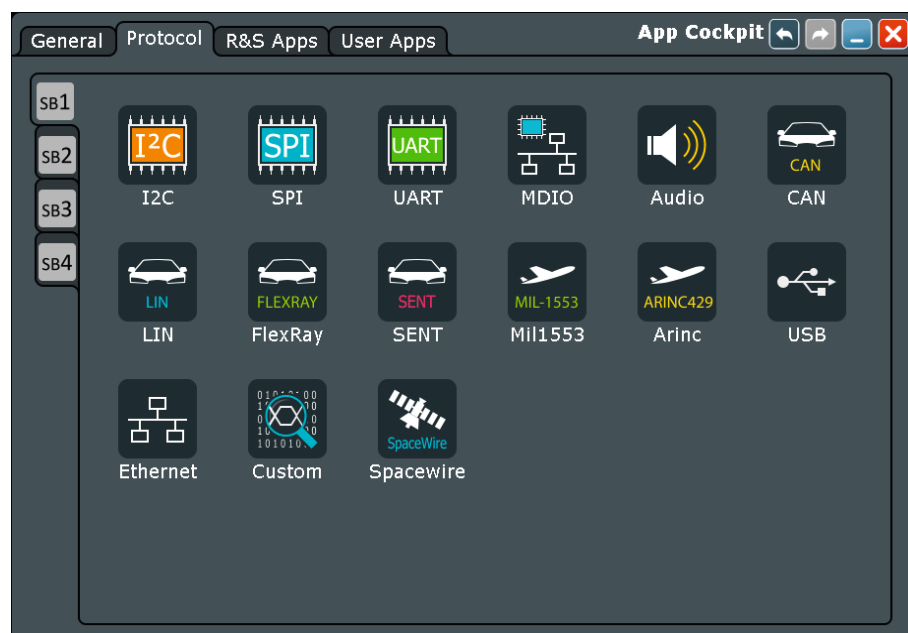 General Protocol R&S Apps User Apps App Cockpit
SB1
SB2
SB3
SB4
I²C SPI UART CAN
I2C SPI UART MDIO Audio CAN
LIN FLEXRAY SENT MIL-1553 ARINC429
LIN FlexRay SENT Mil1553 Arinc USB
SpaceWire
Ethernet Custom Spacewire